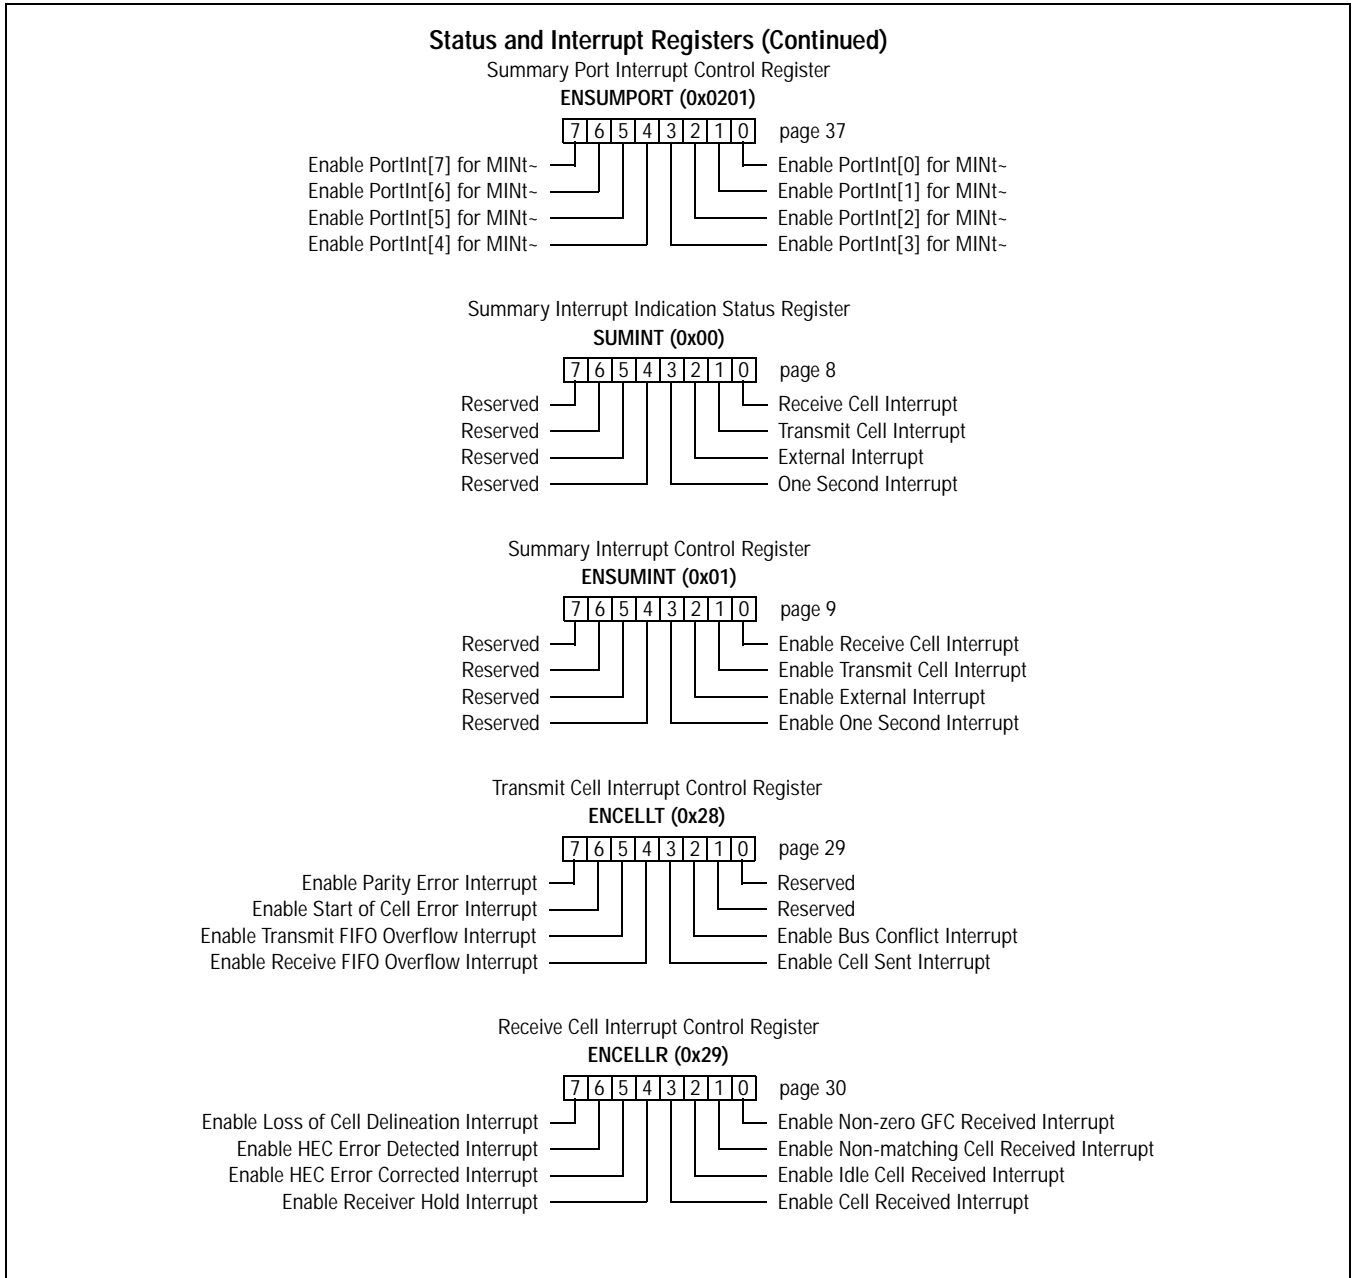 Status and Interrupt Registers (Continued)
Summary Port Interrupt Control Register
ENSUMPORT (0x0201)
7 6 5 4 3 2 1 0 page 37
Enable PortInt[7] for MINt~ Enable PortInt[0] for MINt~
Enable PortInt[6] for MINt~ Enable PortInt[1] for MINt~
Enable PortInt[5] for MINt~ Enable PortInt[2] for MINt~
Enable PortInt[4] for MINt~ Enable PortInt[3] for MINt~
Summary Interrupt Indication Status Register
SUMINT (0x00)
7 6 5 4 3 2 1 0 page 8
Reserved Receive Cell Interrupt
Reserved Transmit Cell Interrupt
Reserved External Interrupt
Reserved One Second Interrupt
Summary Interrupt Control Register
ENSUMINT (0x01)
7 6 5 4 3 2 1 0 page 9
Reserved Enable Receive Cell Interrupt
Reserved Enable Transmit Cell Interrupt
Reserved Enable External Interrupt
Reserved Enable One Second Interrupt
Transmit Cell Interrupt Control Register
ENCELLT (0x28)
7 6 5 4 3 2 1 0 page 29
Enable Parity Error Interrupt Reserved
Enable Start of Cell Error Interrupt Reserved
Enable Transmit FIFO Overflow Interrupt Enable Bus Conflict Interrupt
Enable Receive FIFO Overflow Interrupt Enable Cell Sent Interrupt
Receive Cell Interrupt Control Register
ENCELLR (0x29)
7 6 5 4 3 2 1 0 page 30
Enable Loss of Cell Delineation Interrupt Enable Non-zero GFC Received Interrupt
Enable HEC Error Detected Interrupt Enable Non-matching Cell Received Interrupt
Enable HEC Error Corrected Interrupt Enable Idle Cell Received Interrupt
Enable Receiver Hold Interrupt Enable Cell Received Interrupt